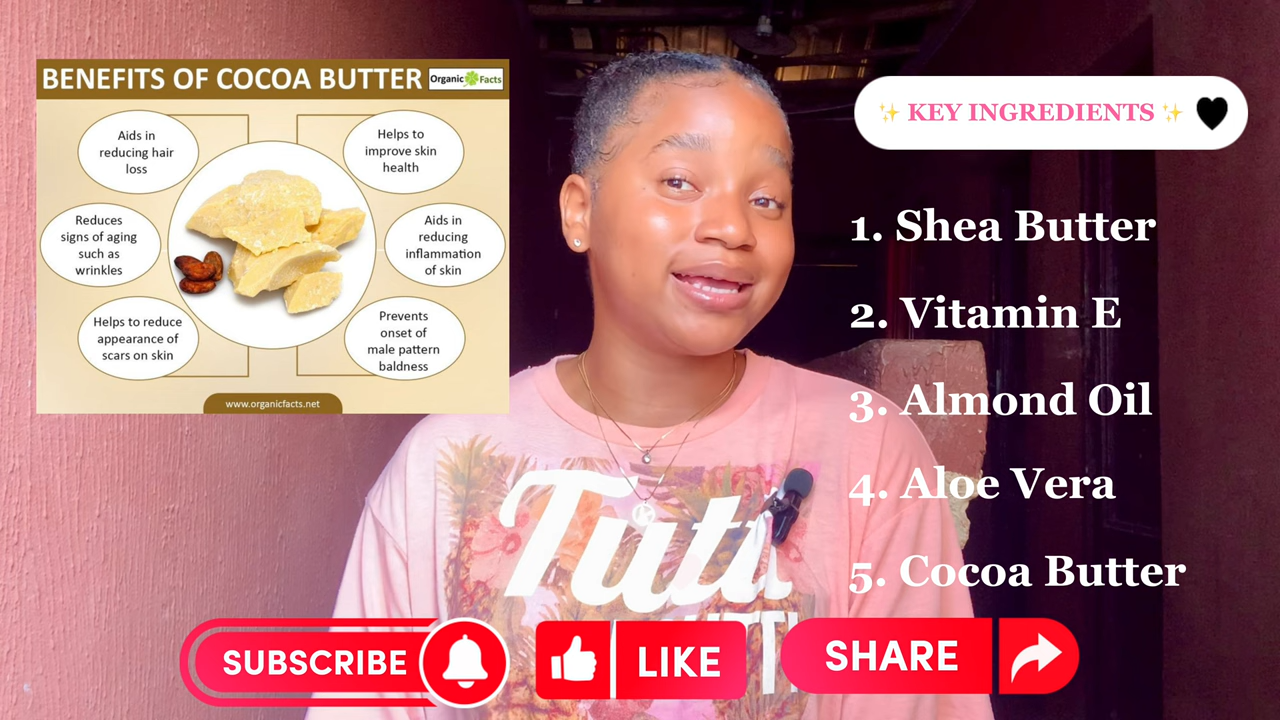 BENEFITS OF COCOA BUTTER
Organic Facts
Aids in
reducing hair
loss
Helps to
improve skin
health
Reduces
signs of aging
such as
wrinkles
Aids in
reducing
inflammation
of skin
Helps to reduce
appearance of
scars on skin
Prevents
onset of
male pattern
baldness
www.organicfacts.net
KEY INGREDIENTS
1. Shea Butter
2. Vitamin E
3. Almond Oil
4. Aloe Vera
5. Cocoa Butter
Tutti
SUBSCRIBE
LIKE
SHARE